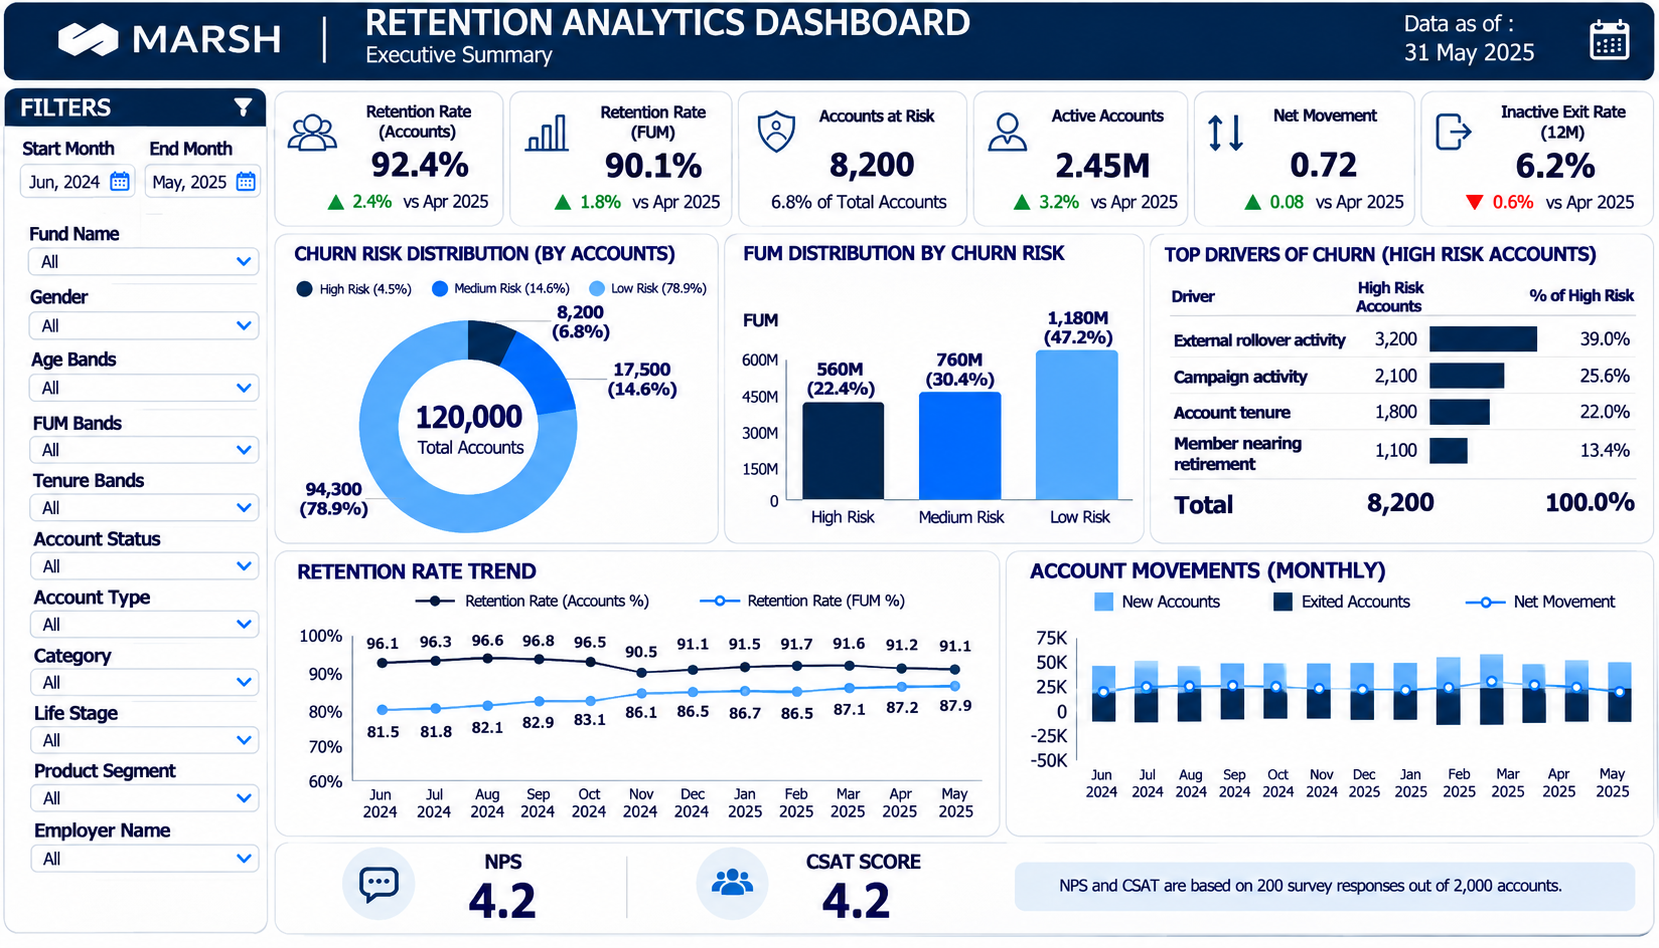 MARSH
RETENTION ANALYTICS DASHBOARD
Executive Summary
Data as of :
31 May 2025
FILTERS
Start Month
End Month
Jun, 2024
May, 2025
Fund Name
All
Gender
All
Age Bands
All
FUM Bands
All
Tenure Bands
All
Account Status
All
Account Type
All
Category
All
Life Stage
All
Product Segment
All
Employer Name
All
Retention Rate
(Accounts)
92.4%
▲ 2.4% vs Apr 2025
Retention Rate
(FUM)
90.1%
▲ 1.8% vs Apr 2025
Accounts at Risk
8,200
6.8% of Total Accounts
Active Accounts
2.45M
▲ 3.2% vs Apr 2025
Net Movement
0.72
▲ 0.08 vs Apr 2025
Inactive Exit Rate
(12M)
6.2%
▼ 0.6% vs Apr 2025
CHURN RISK DISTRIBUTION (BY ACCOUNTS)
High Risk (4.5%) Medium Risk (14.6%) Low Risk (78.9%)
8,200
(6.8%)
17,500
(14.6%)
120,000
Total Accounts
94,300
(78.9%)
FUM DISTRIBUTION BY CHURN RISK
FUM
600M
450M
300M
150M
0
560M
(22.4%)
760M
(30.4%)
1,180M
(47.2%)
High Risk Medium Risk Low Risk
TOP DRIVERS OF CHURN (HIGH RISK ACCOUNTS)
Driver
High Risk
Accounts
% of High Risk
External rollover activity 3,200 39.0%
Campaign activity 2,100 25.6%
Account tenure 1,800 22.0%
Member nearing
retirement
1,100 13.4%
Total 8,200 100.0%
RETENTION RATE TREND
Retention Rate (Accounts %) Retention Rate (FUM %)
100%
90%
80%
70%
60%
96.1 96.3 96.6 96.8 96.5 90.5 91.1 91.5 91.7 91.6 91.2 91.1
81.5 81.8 82.1 82.9 83.1 86.1 86.5 86.7 86.5 87.1 87.2 87.9
Jun Jul Aug Sep Oct Nov Dec Jan Feb Mar Apr May
2024 2024 2024 2024 2024 2024 2024 2025 2025 2025 2025 2025
ACCOUNT MOVEMENTS (MONTHLY)
New Accounts Exited Accounts Net Movement
75K
50K
25K
0
-25K
-50K
Jun Jul Aug Sep Oct Nov Dec Jan Feb Mar Apr May
2024 2024 2024 2024 2024 2024 2025 2025 2025 2025 2025 2025
NPS
4.2
CSAT SCORE
4.2
NPS and CSAT are based on 200 survey responses out of 2,000 accounts.